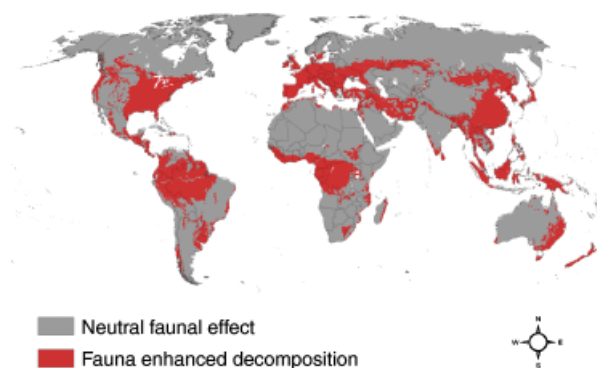 Neutral faunal effect
Fauna enhanced decomposition
N
W E
S